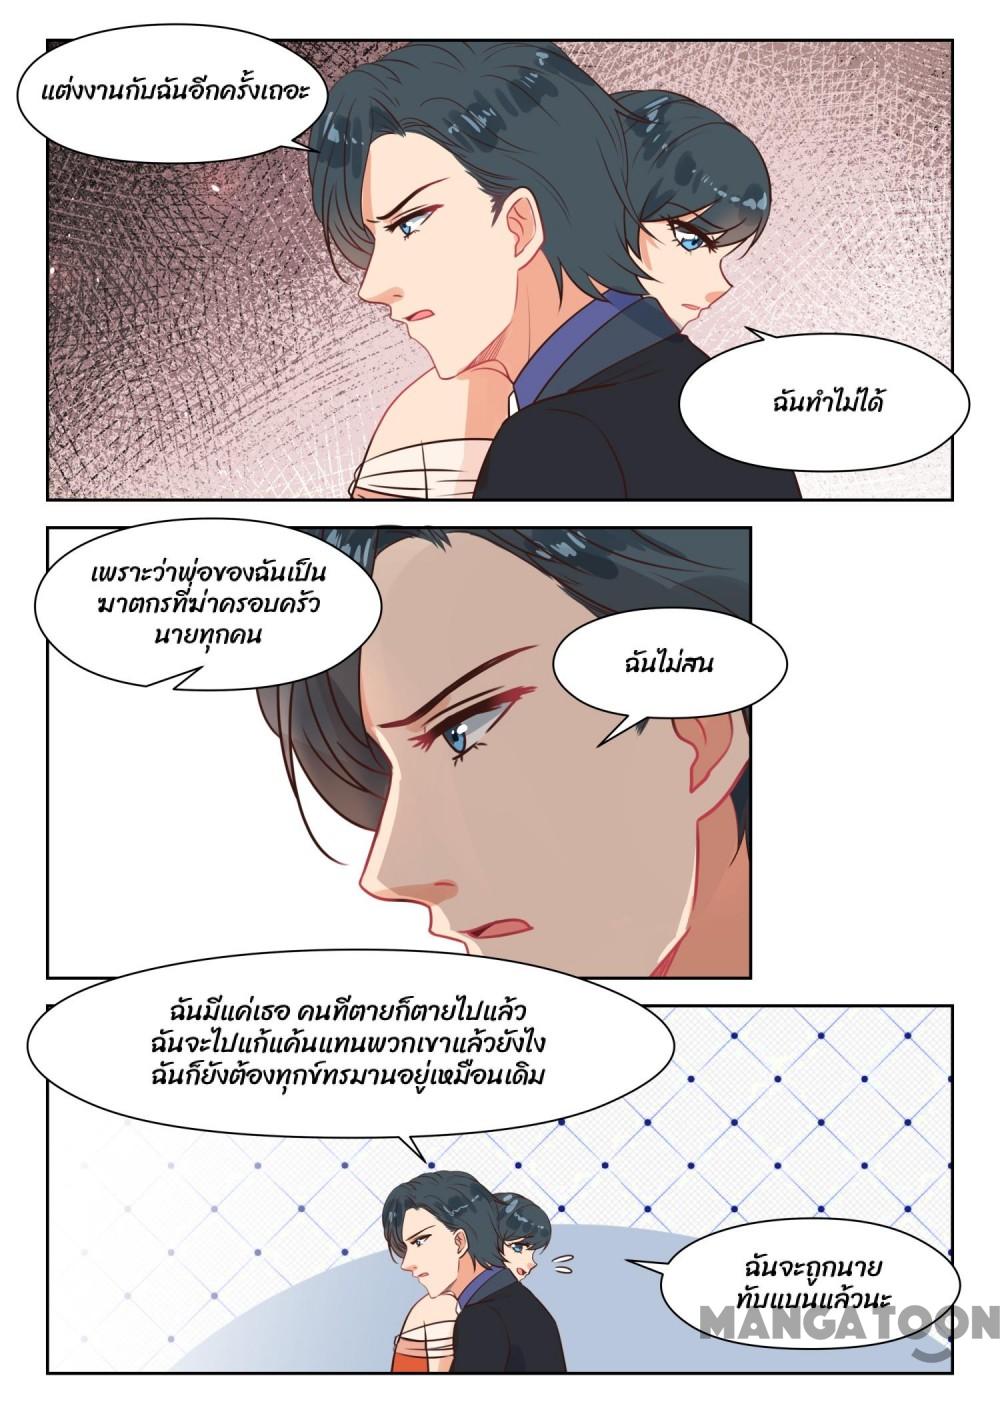 แต่งงานกับฉันอีกครั้งเถอะ
ฉันทำไม่ได้
เพราะว่าพ่อของฉันเป็น
ฆาตกรที่ฆ่าครอบครัว
นายทุกคน
ฉันไม่สน
ฉันมีแค่เธอ คนที่ตายก็ตายไปแล้ว
ฉันจะไปแก้แค้นแทนพวกเขาแล้วยังไง
ฉันก็ยังต้องทุกข์ทรมานอยู่เหมือนเดิม
ฉันจะถูกนาย
ทับแบนแล้วนะ
MANGATOON